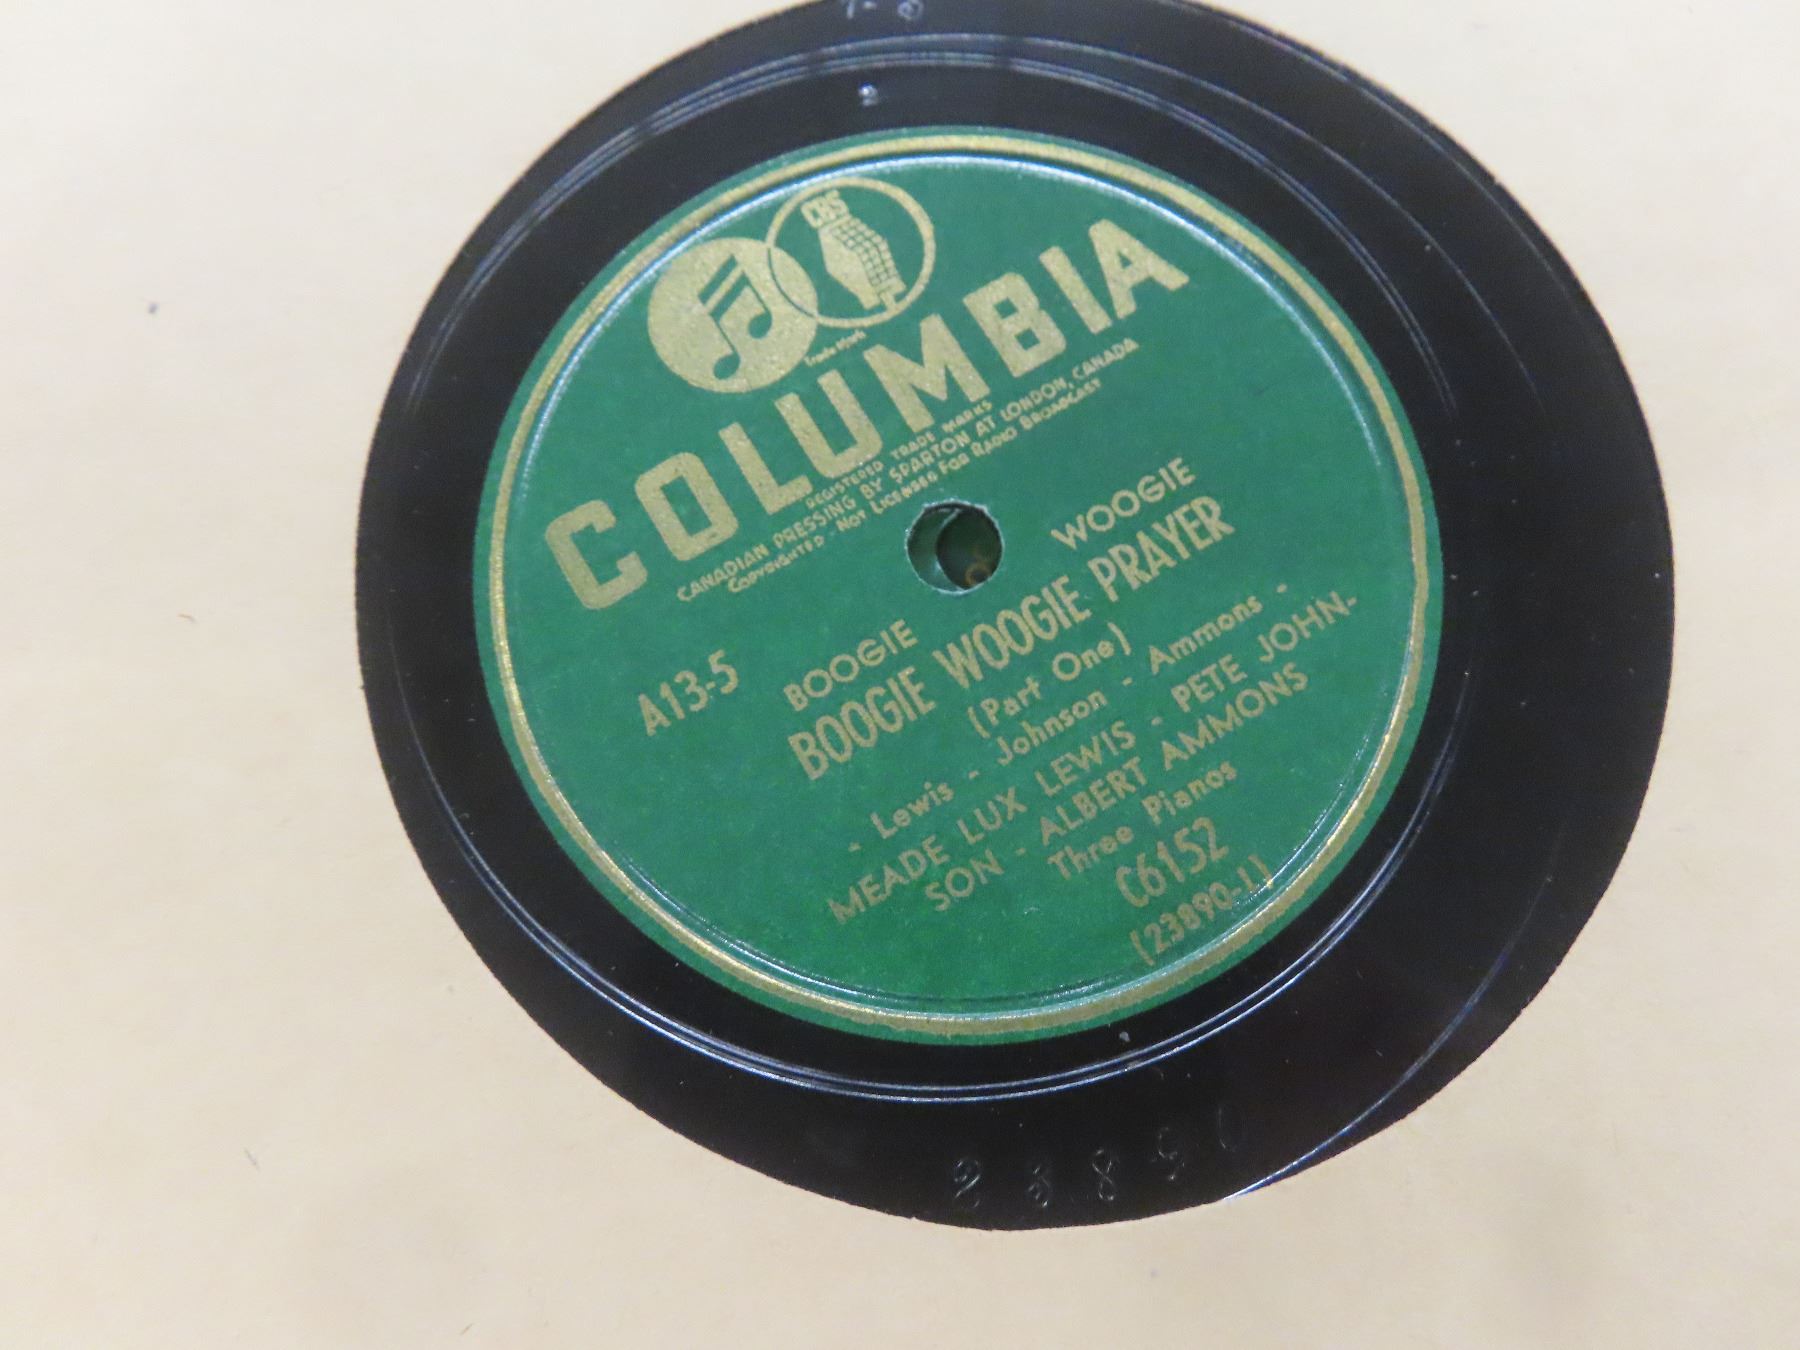 CBS
Trade Mark
COLUMBIA
REGISTERED TRADE MARKS
CANADIAN PRESSING BY SPARTON AT LONDON, CANADA
COPYRIGHTED - NOT LICENSED FOR RADIO BROADCAST
A13-5
BOOGIE WOOGIE
BOOGIE WOOGIE PRAYER
(Part One)
- Lewis - Johnson - Ammons -
MEADE LUX LEWIS - PETE JOHN-
SON - ALBERT AMMONS
Three Pianos
C6152
(23890-1)
23890